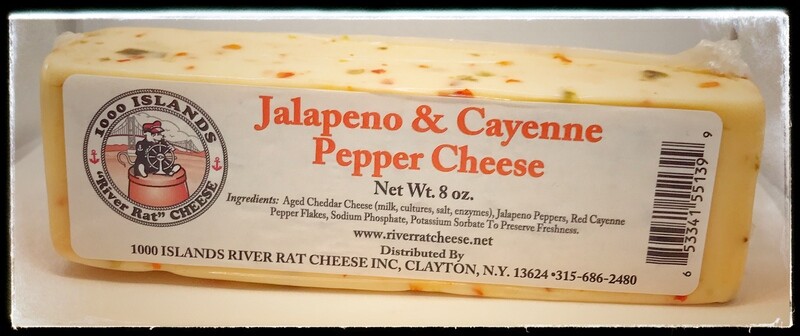 1000 ISLANDS
"River Rat" CHEESE
Jalapeno & Cayenne
Pepper Cheese
Net Wt. 8 oz.
Ingredients: Aged Cheddar Cheese (milk, cultures, salt, enzymes), Jalapeno Peppers, Red Cayenne
Pepper Flakes, Sodium Phosphate, Potassium Sorbate To Preserve Freshness.
www.riverratcheese.net
Distributed By
1000 ISLANDS RIVER RAT CHEESE INC, CLAYTON, N.Y. 13624 •315-686-2480
6 53341 55139 9